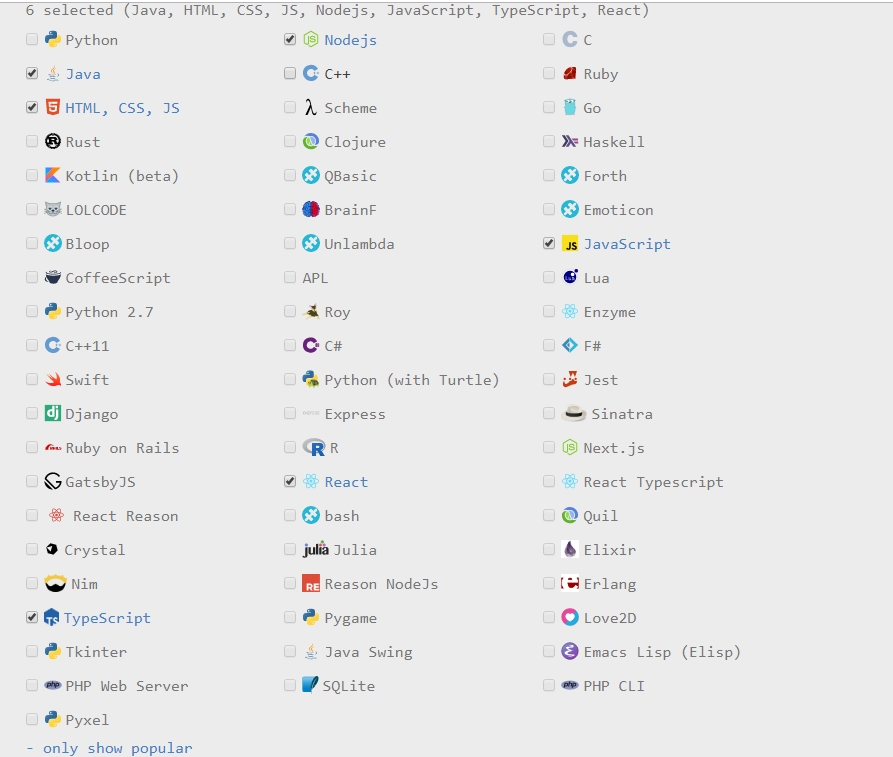 6 selected (Java, HTML, CSS, JS, Nodejs, JavaScript, TypeScript, React)
Python Nodejs C
Java C++ Ruby
HTML, CSS, JS Scheme Go
Rust Clojure Haskell
Kotlin (beta) QBasic Forth
LOLCODE BrainF Emoticon
Bloop Unlambda JS JavaScript
CoffeeScript APL Lua
Python 2.7 Roy Enzyme
C++11 C# F#
Swift Python (with Turtle) Jest
dj Django Express Sinatra
Ruby on Rails R R Next.js
GatsbyJS React React Typescript
React Reason bash Quil
Crystal julia Julia Elixir
Nim RE Reason NodeJs Erlang
TS TypeScript Pygame Love2D
Tkinter Java Swing Emacs Lisp (Elisp)
php PHP Web Server SQLite php PHP CLI
Pyxel
- only show popular